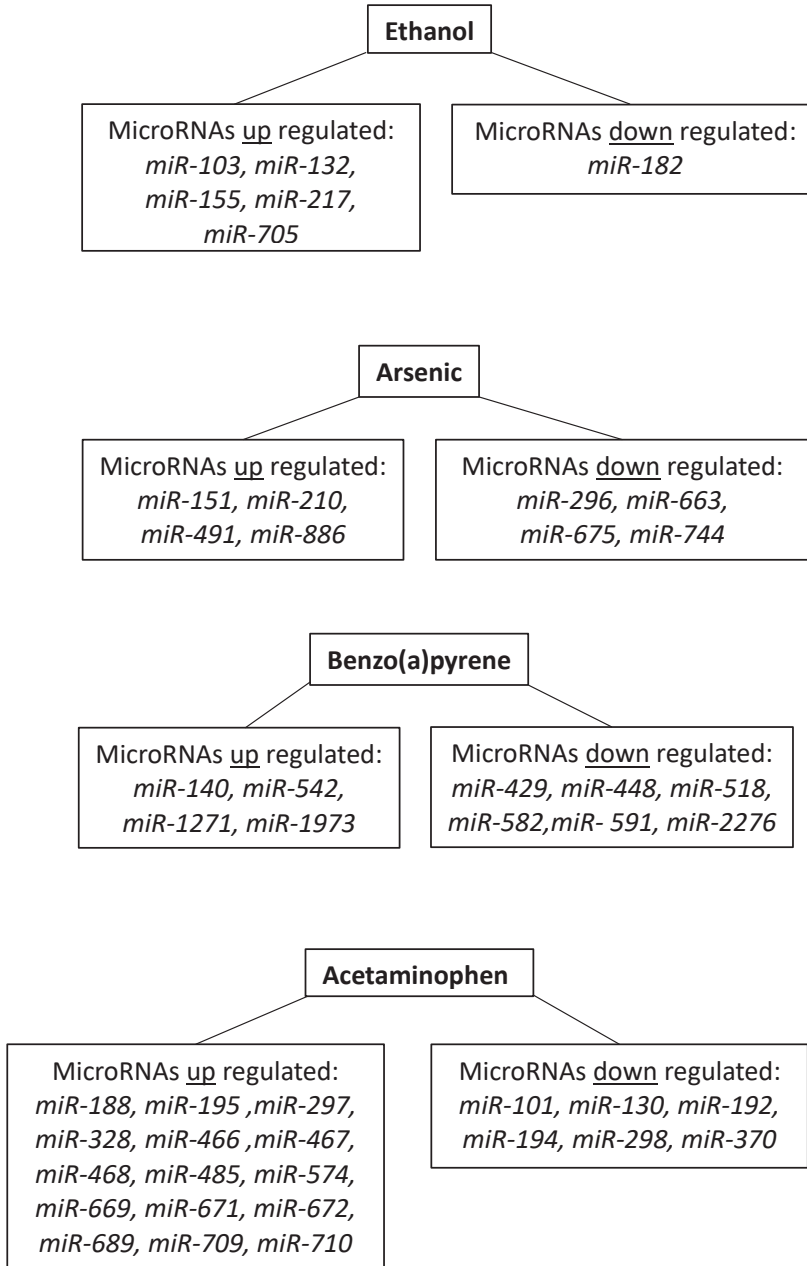 Ethanol
MicroRNAs up regulated:
miR-103, miR-132,
miR-155, miR-217,
miR-705
MicroRNAs down regulated:
miR-182
Arsenic
MicroRNAs up regulated:
miR-151, miR-210,
miR-491, miR-886
MicroRNAs down regulated:
miR-296, miR-663,
miR-675, miR-744
Benzo(a)pyrene
MicroRNAs up regulated:
miR-140, miR-542,
miR-1271, miR-1973
MicroRNAs down regulated:
miR-429, miR-448, miR-518,
miR-582,miR- 591, miR-2276
Acetaminophen
MicroRNAs up regulated:
miR-188, miR-195 ,miR-297,
miR-328, miR-466 ,miR-467,
miR-468, miR-485, miR-574,
miR-669, miR-671, miR-672,
miR-689, miR-709, miR-710
MicroRNAs down regulated:
miR-101, miR-130, miR-192,
miR-194, miR-298, miR-370